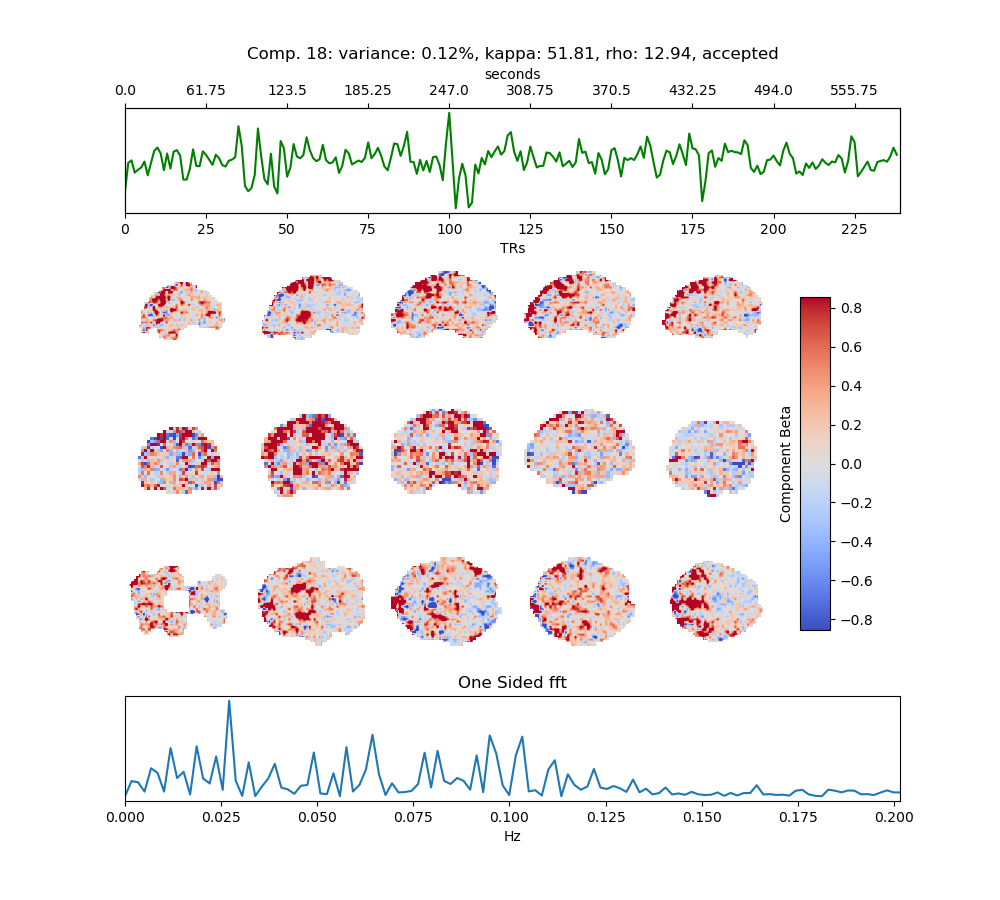 Comp. 18: variance: 0.12%, kappa: 51.81, rho: 12.94, accepted
seconds
0.0 61.75 123.5 185.25 247.0 308.75 370.5 432.25 494.0 555.75
0 25 50 75 100 125 150 175 200 225
TRs
0.8
0.6
0.4
0.2
0.0
−0.2
−0.4
−0.6
−0.8
Component Beta
One Sided fft
0.000 0.025 0.050 0.075 0.100 0.125 0.150 0.175 0.200
Hz